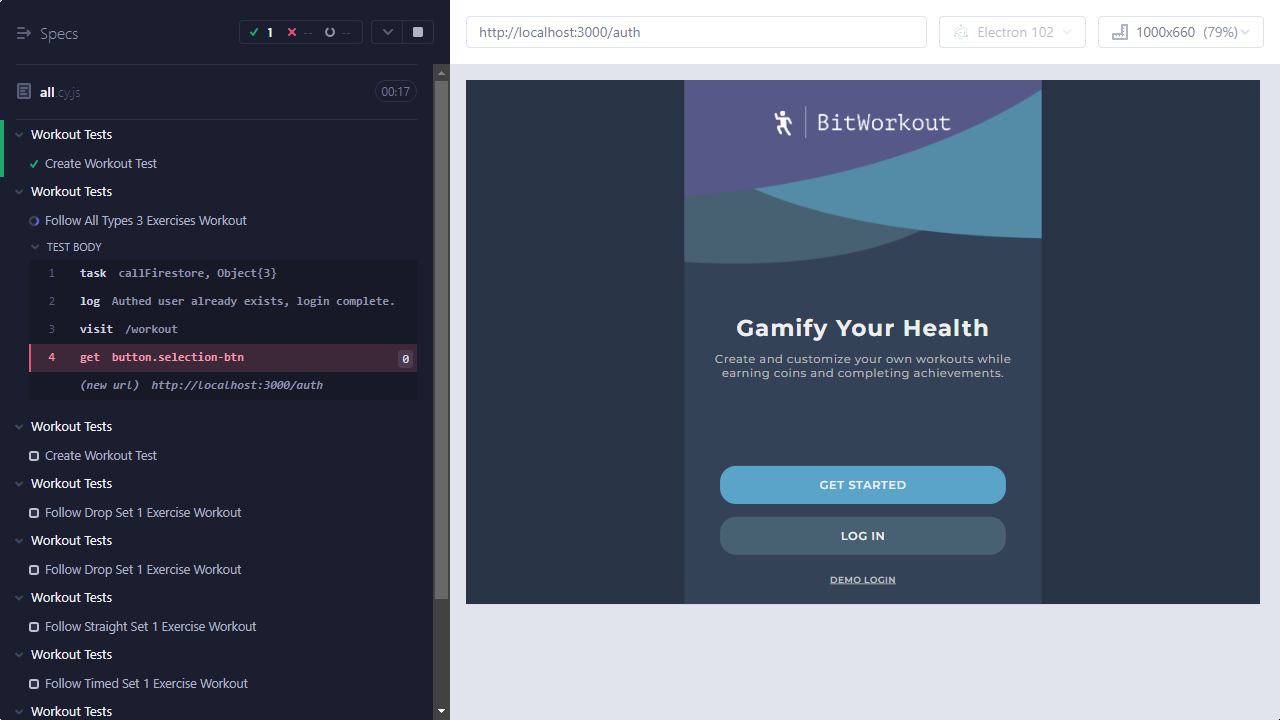 Specs
1
--
--
all.cy.js
00:17
Workout Tests
Create Workout Test
Workout Tests
Follow All Types 3 Exercises Workout
TEST BODY
1 task callFirestore, Object{3}
2 log Authed user already exists, login complete.
3 visit /workout
4 get button.selection-btn 0
(new url) http://localhost:3000/auth
Workout Tests
Create Workout Test
Workout Tests
Follow Drop Set 1 Exercise Workout
Workout Tests
Follow Drop Set 1 Exercise Workout
Workout Tests
Follow Straight Set 1 Exercise Workout
Workout Tests
Follow Timed Set 1 Exercise Workout
Workout Tests
http://localhost:3000/auth
Electron 102
1000x660 (79%)
BitWorkout
Gamify Your Health
Create and customize your own workouts while
earning coins and completing achievements.
GET STARTED
LOG IN
DEMO LOGIN